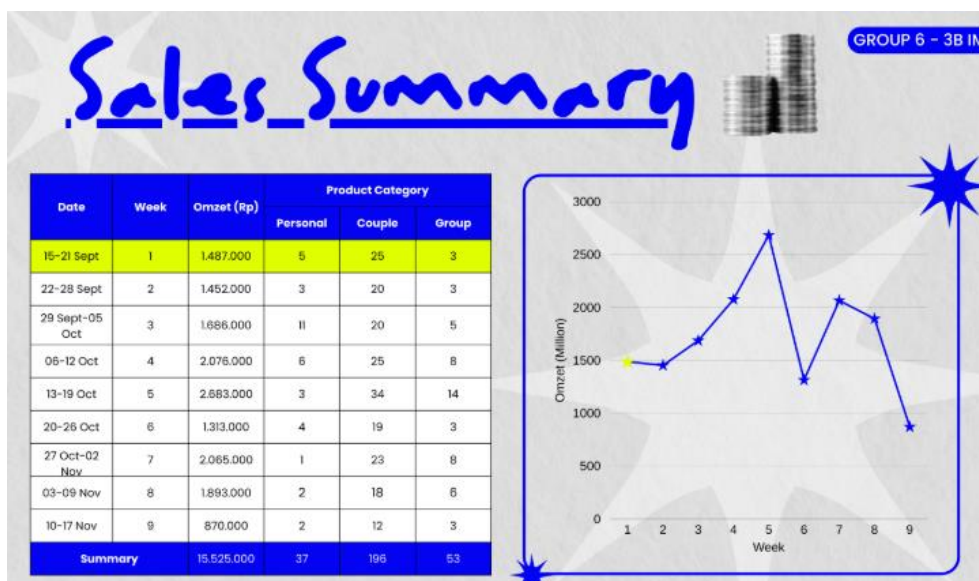 GROUP 6 - 3B IN
Sales Summary
Date Week Omzet (Rp) Product Category
Personal Couple Group
15-21 Sept 1 1.487.000 5 25 3
22-28 Sept 2 1.452.000 3 20 3
29 Sept-05
Oct 3 1.686.000 11 20 5
06-12 Oct 4 2.076.000 6 25 8
13-19 Oct 5 2.683.000 3 34 14
20-26 Oct 6 1.313.000 4 19 3
27 Oct-02
Nov 7 2.065.000 1 23 8
03-09 Nov 8 1.893.000 2 18 6
10-17 Nov 9 870.000 2 12 3
Summary 15.525.000 37 196 53
Omzet (Million)
3000
2500
2000
1500
1000
500
0
1 2 3 4 5 6 7 8 9
Week